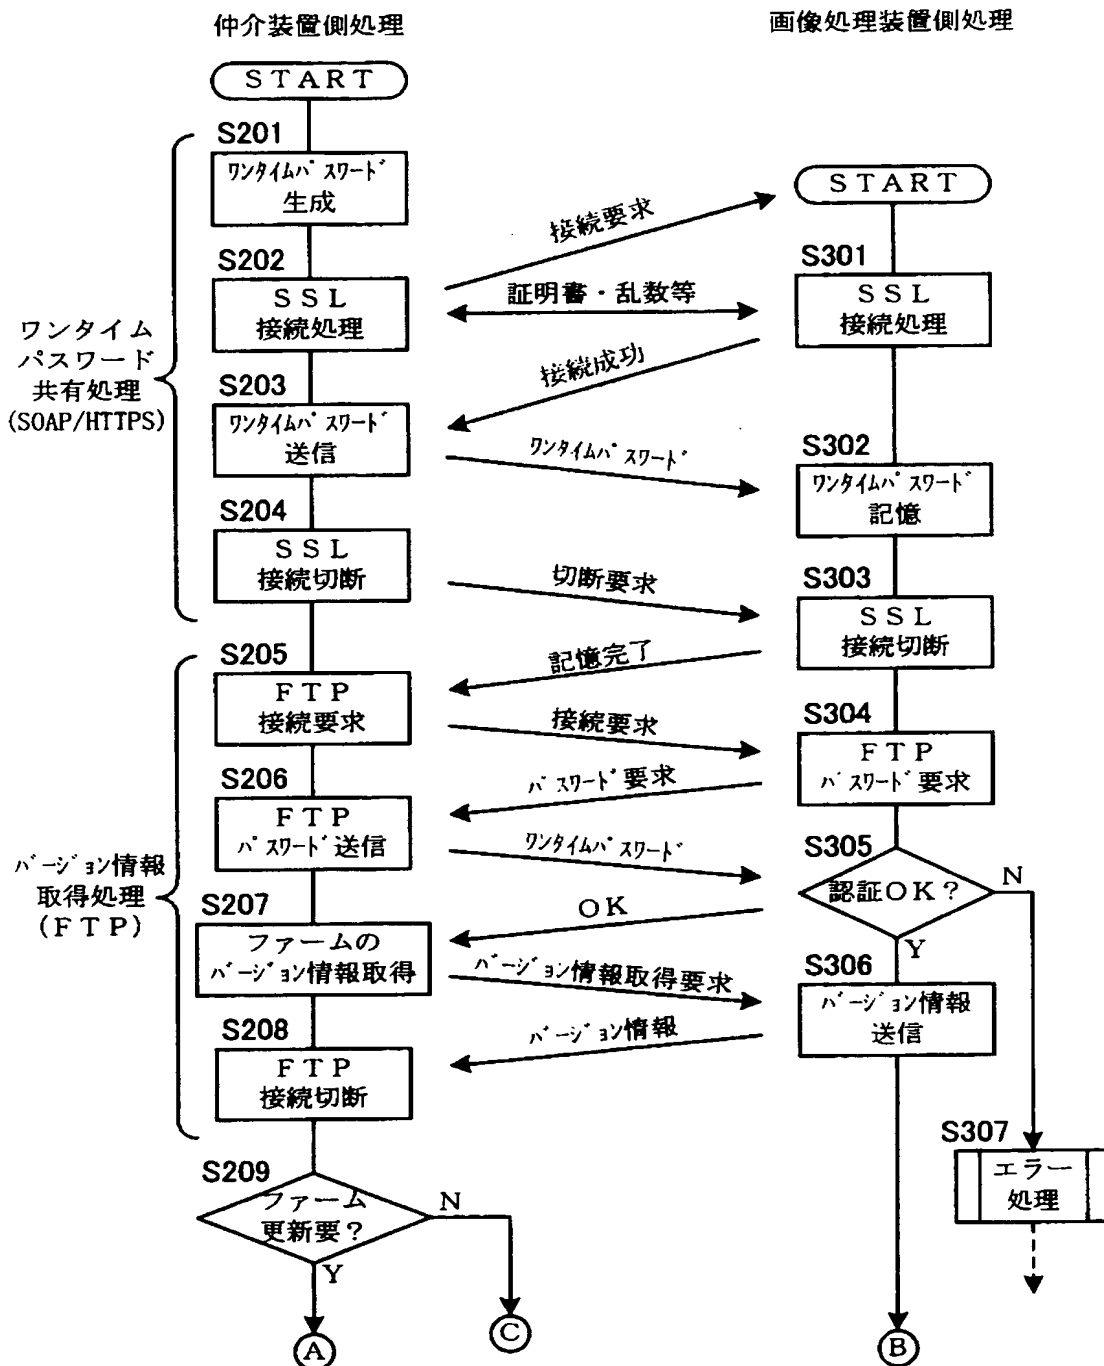 仲介装置側処理
画像処理装置側処理
START
S201
ワンタイムパスワード
生成
START
接続要求
S202
SSL
接続処理
証明書・乱数等
S301
SSL
接続処理
ワンタイム
パスワード
共有処理
(SOAP/HTTPS)
接続成功
S203
ワンタイムパスワード
送信
ワンタイムパスワード
S302
ワンタイムパスワード
記憶
S204
SSL
接続切断
切断要求
S303
SSL
接続切断
記憶完了
S205
FTP
接続要求
接続要求
S304
FTP
パスワード要求
パスワード要求
S206
FTP
パスワード送信
ワンタイムパスワード
S305
認証OK?
N
Y
OK
バージョン情報
取得処理
(FTP)
S207
ファームの
バージョン情報取得
バージョン情報取得要求
S306
バージョン情報
送信
バージョン情報
S208
FTP
接続切断
S307
エラー
処理
S209
ファーム
更新要?
N
Y
A
C
B